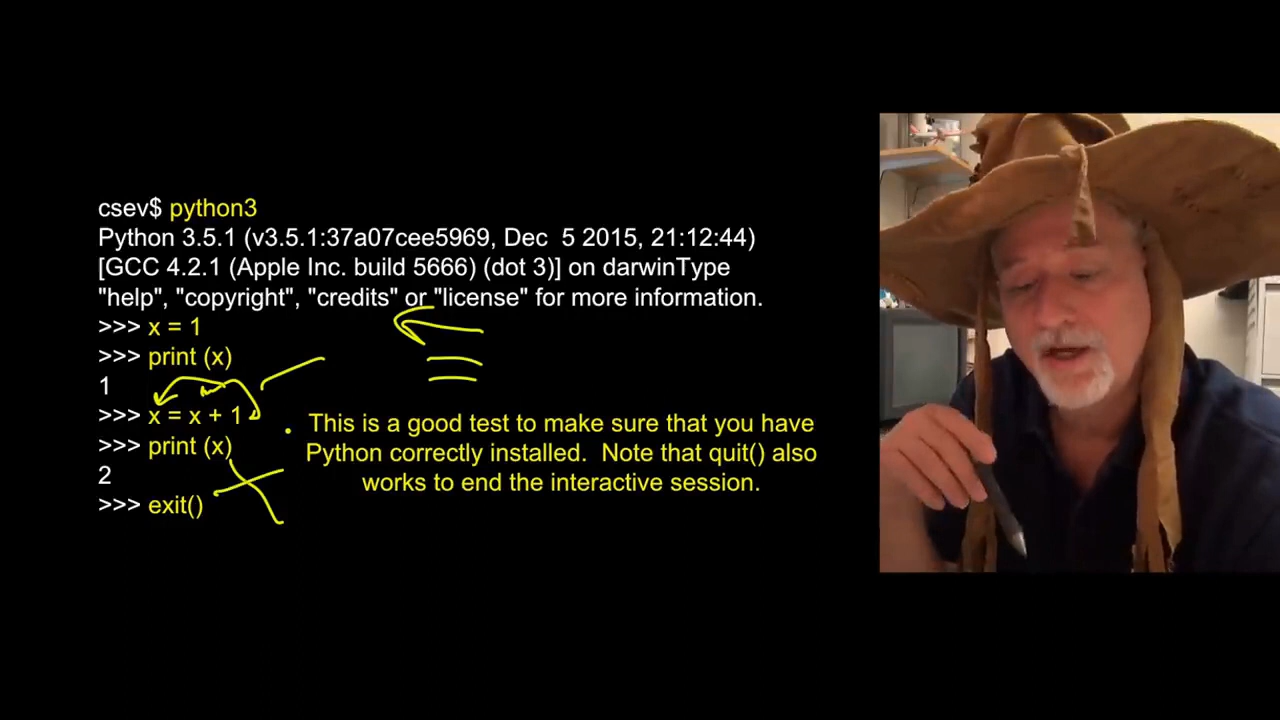 csev$ python3
Python 3.5.1 (v3.5.1:37a07cee5969, Dec  5 2015, 21:12:44)
[GCC 4.2.1 (Apple Inc. build 5666) (dot 3)] on darwinType
"help", "copyright", "credits" or "license" for more information.
>>> x = 1
>>> print (x)
1
>>> x = x + 1
>>> print (x)
2
>>> exit()
This is a good test to make sure that you have
Python correctly installed.  Note that quit() also
works to end the interactive session.